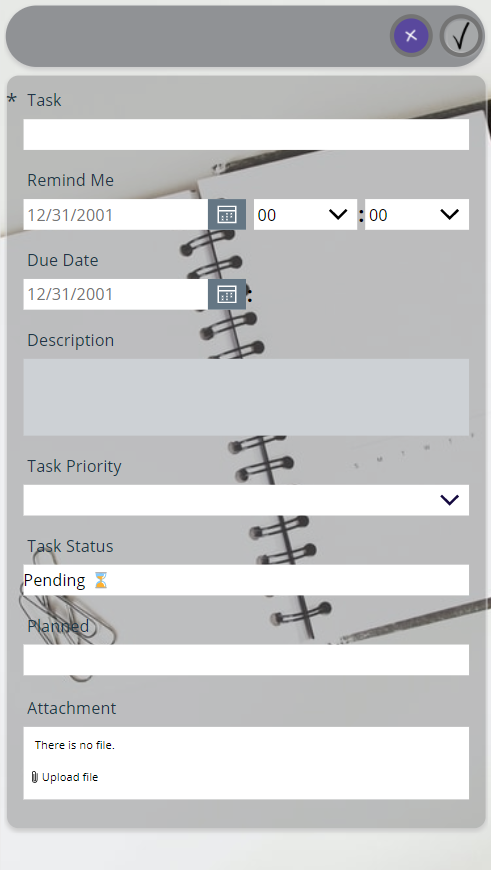 * Task
Remind Me
12/31/2001 00 : 00
Due Date
12/31/2001 :
Description
Task Priority
Task Status
Pending ⏳
Planned
Attachment
There is no file.
Upload file